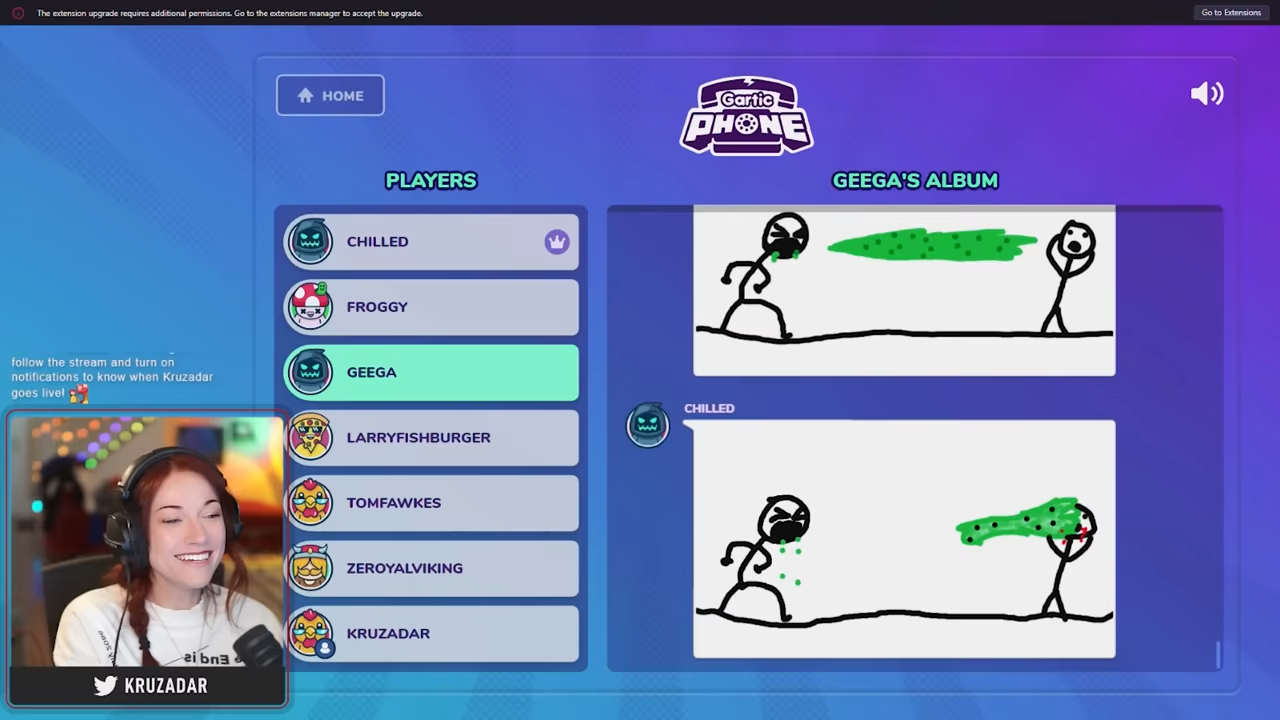 The extension upgrade requires additional permissions. Go to the extensions manager to accept the upgrade.
Go to Extensions
HOME
Gartic
PHONE
PLAYERS
GEEGA'S ALBUM
CHILLED
FROGGY
GEEGA
LARRYFISHBURGER
TOMFAWKES
ZEROYALVIKING
KRUZADAR
CHILLED
follow the stream and turn on
notifications to know when Kruzadar
goes live!
KRUZADAR